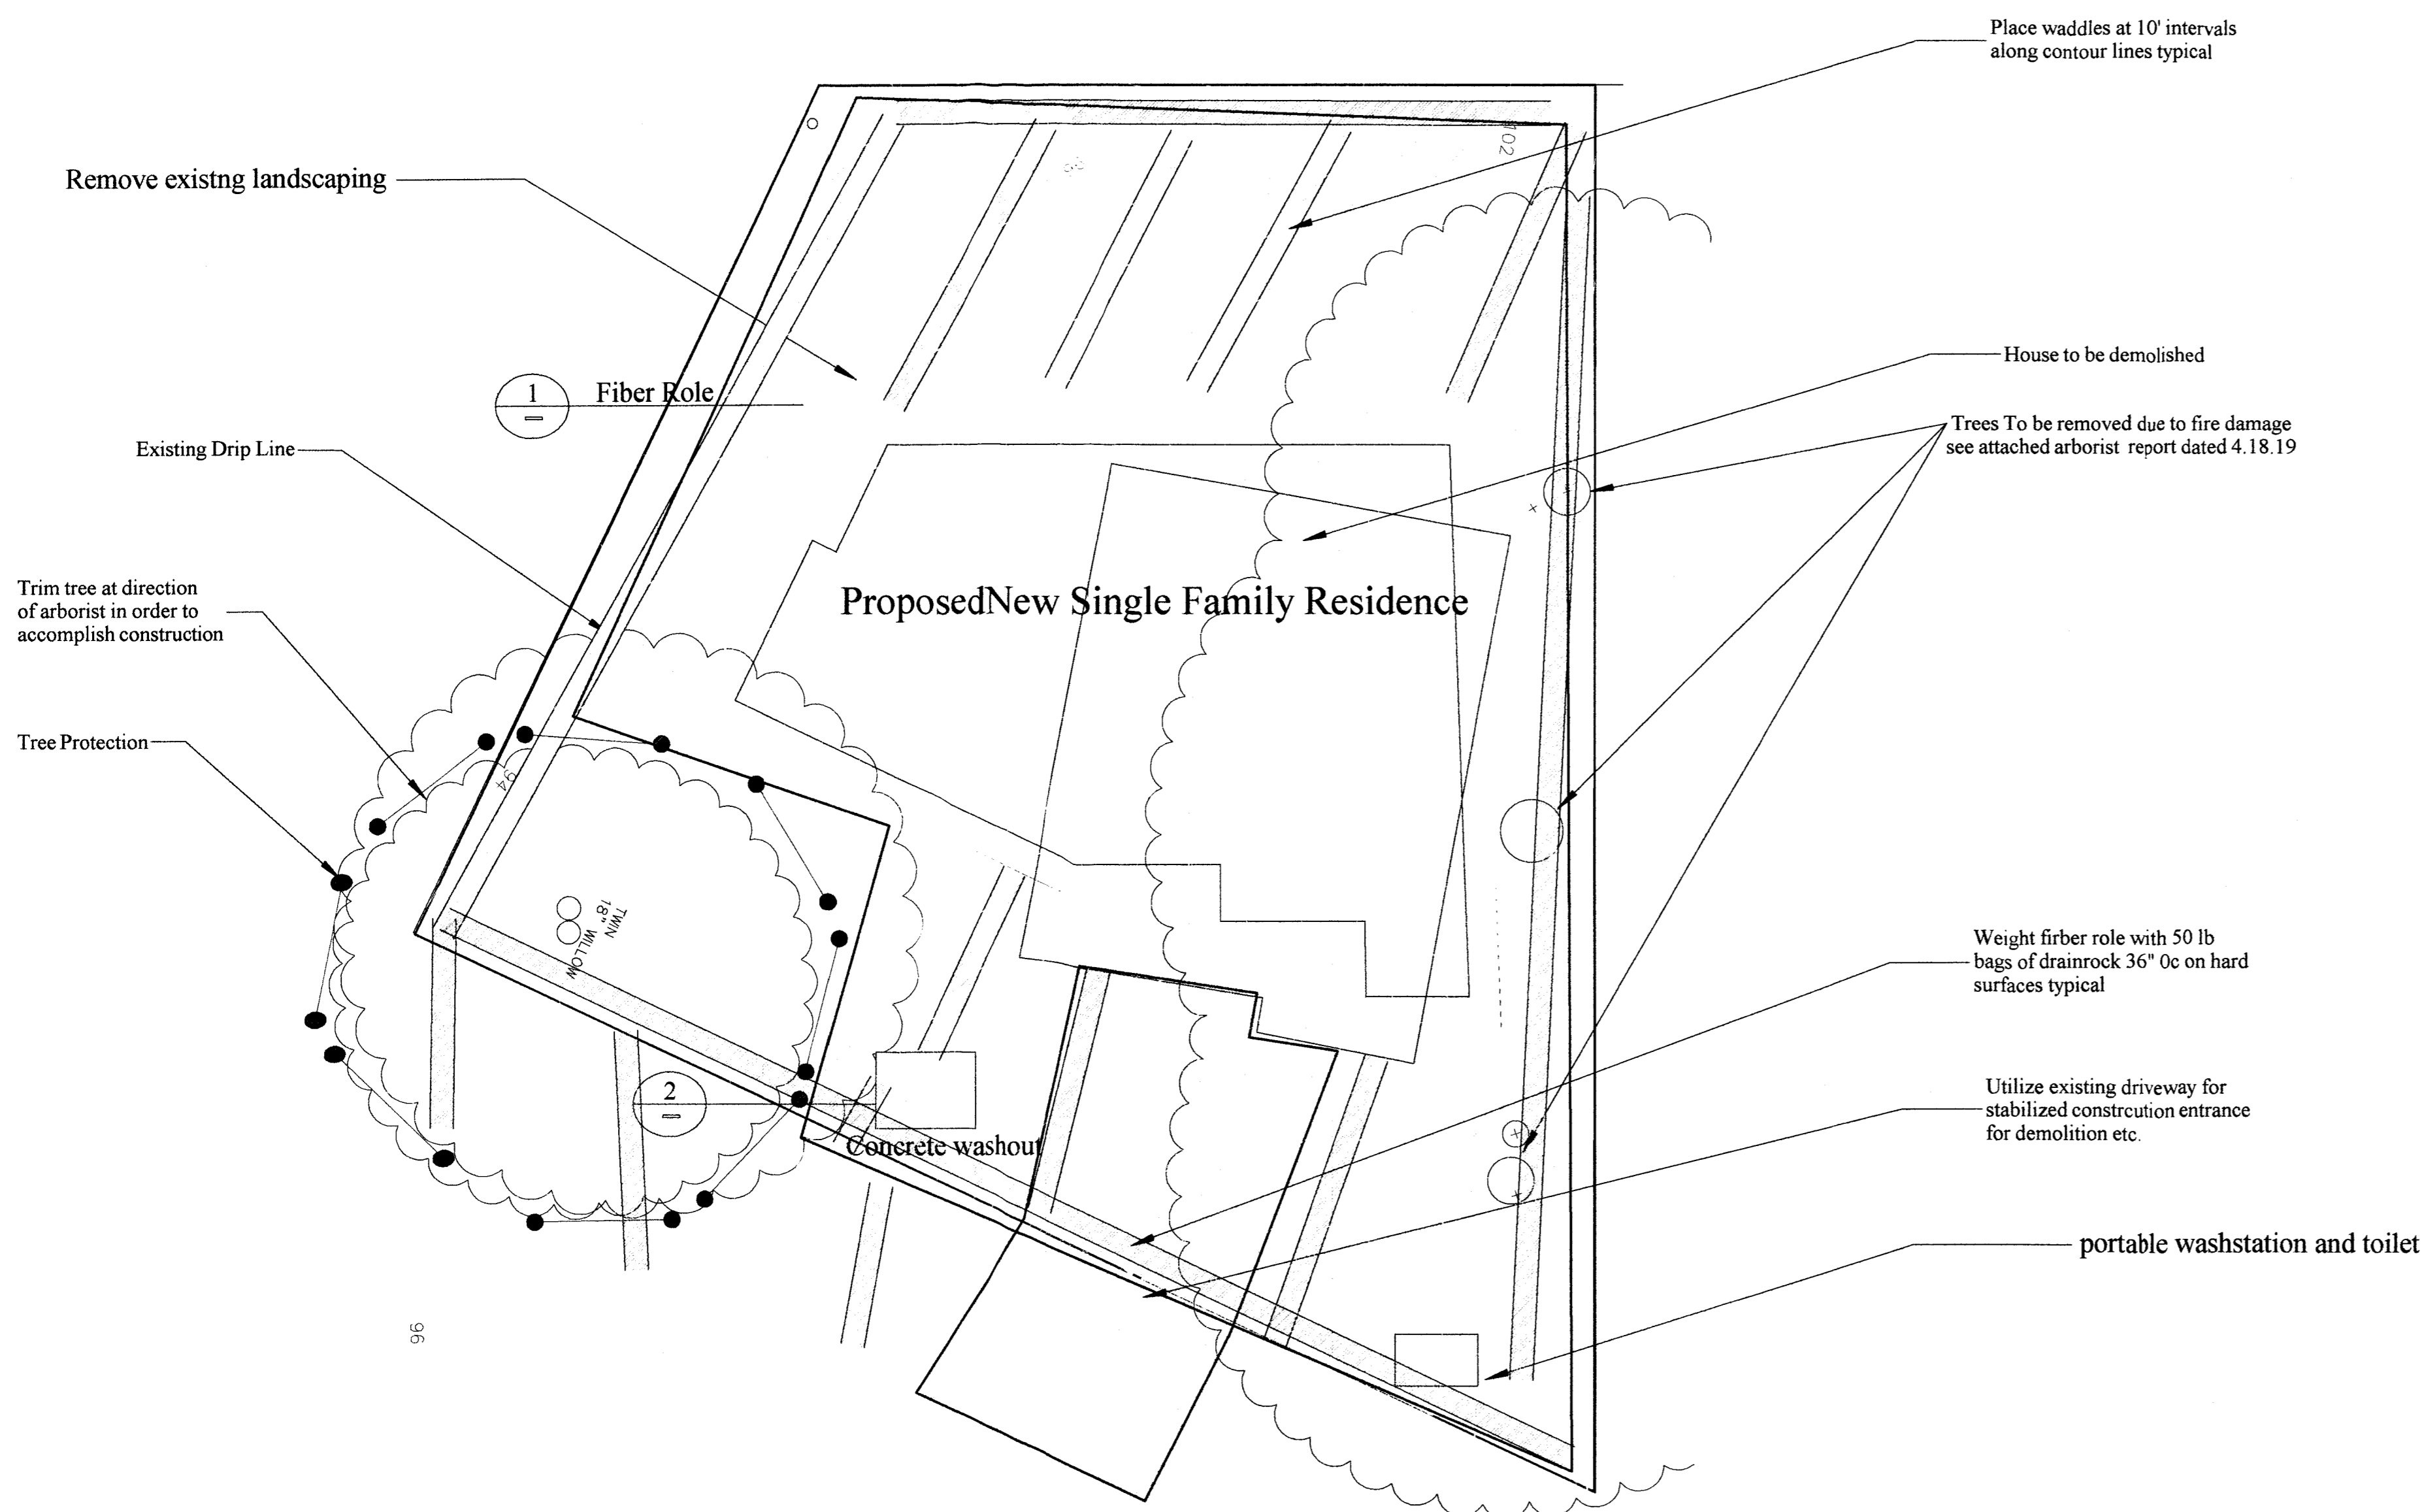 Place waddles at 10' intervals
along contour lines typical
102
Remove existng landscaping
House to be demolished
1
Fiber Role
Trees To be removed due to fire damage
see attached arborist report dated 4.18.19
Existing Drip Line
Trim tree at direction
of arborist in order to
accomplish construction
ProposedNew Single Family Residence
Tree Protection
94
TWIN
18" WILLOW
Weight firber role with 50 lb
bags of drainrock 36" 0c on hard
surfaces typical
2
Utilize existing driveway for
stabilized constrcution entrance
for demolition etc.
Concrete washout
portable washstation and toilet
96